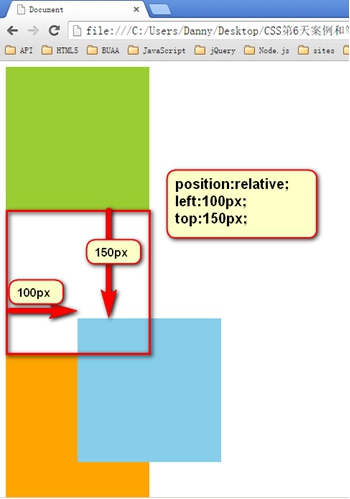 Document
file:///C:/Users/Danny/Desktop/CSS第6天案例和
API HTML5 BUAA JavaScript jQuery Node.js sites
position:relative;
left:100px;
top:150px;
150px
100px